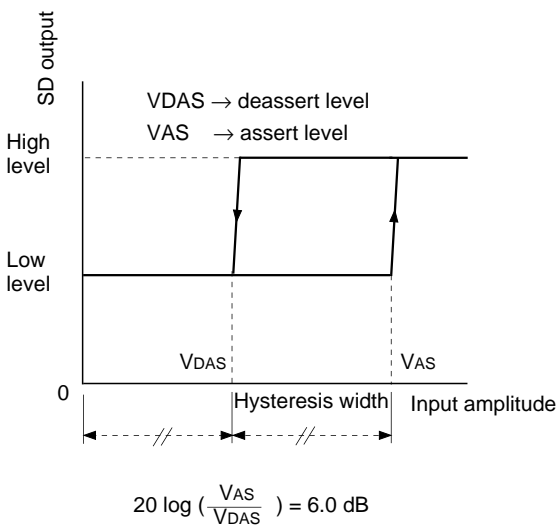 SD output
VDAS → deassert level
VAS → assert level
High
level
Low
level
VDAS
VAS
0
Hysteresis width
Input amplitude
20 log ( VAS / VDAS ) = 6.0 dB